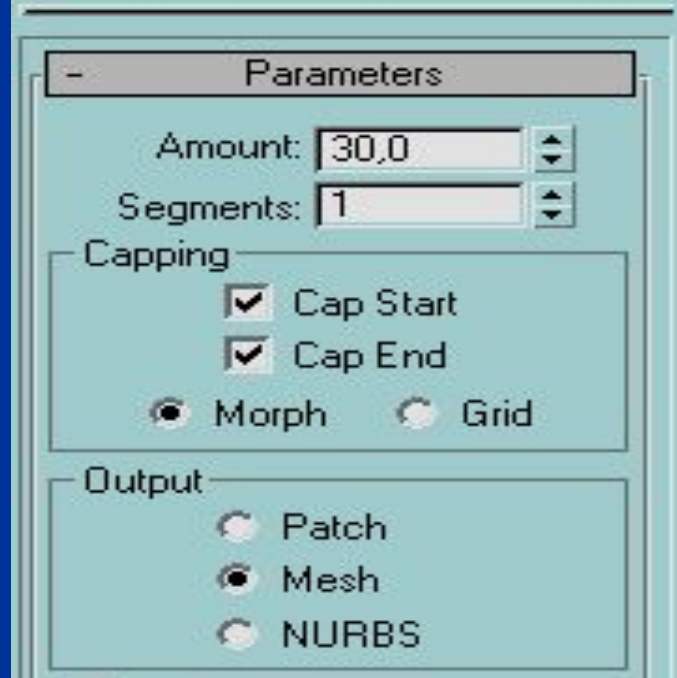 - Parameters
Amount: 30,0
Segments: 1
Capping
Cap Start
Cap End
Morph Grid
Output
Patch
Mesh
NURBS